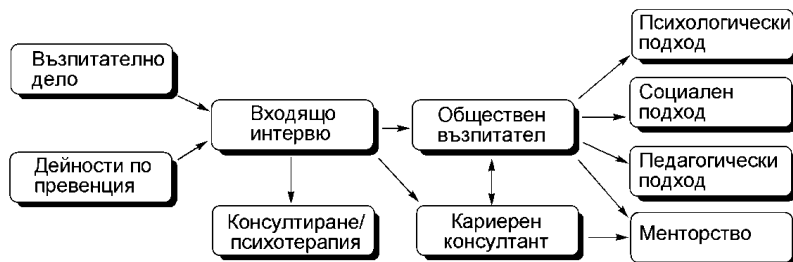 Възпитателно
дело
Дейности по
превенция
Входящо
интервю
Консултиране/
психотерапия
Обществен
възпитател
Кариерен
консултант
Психологически
подход
Социален
подход
Педагогически
подход
Менторство